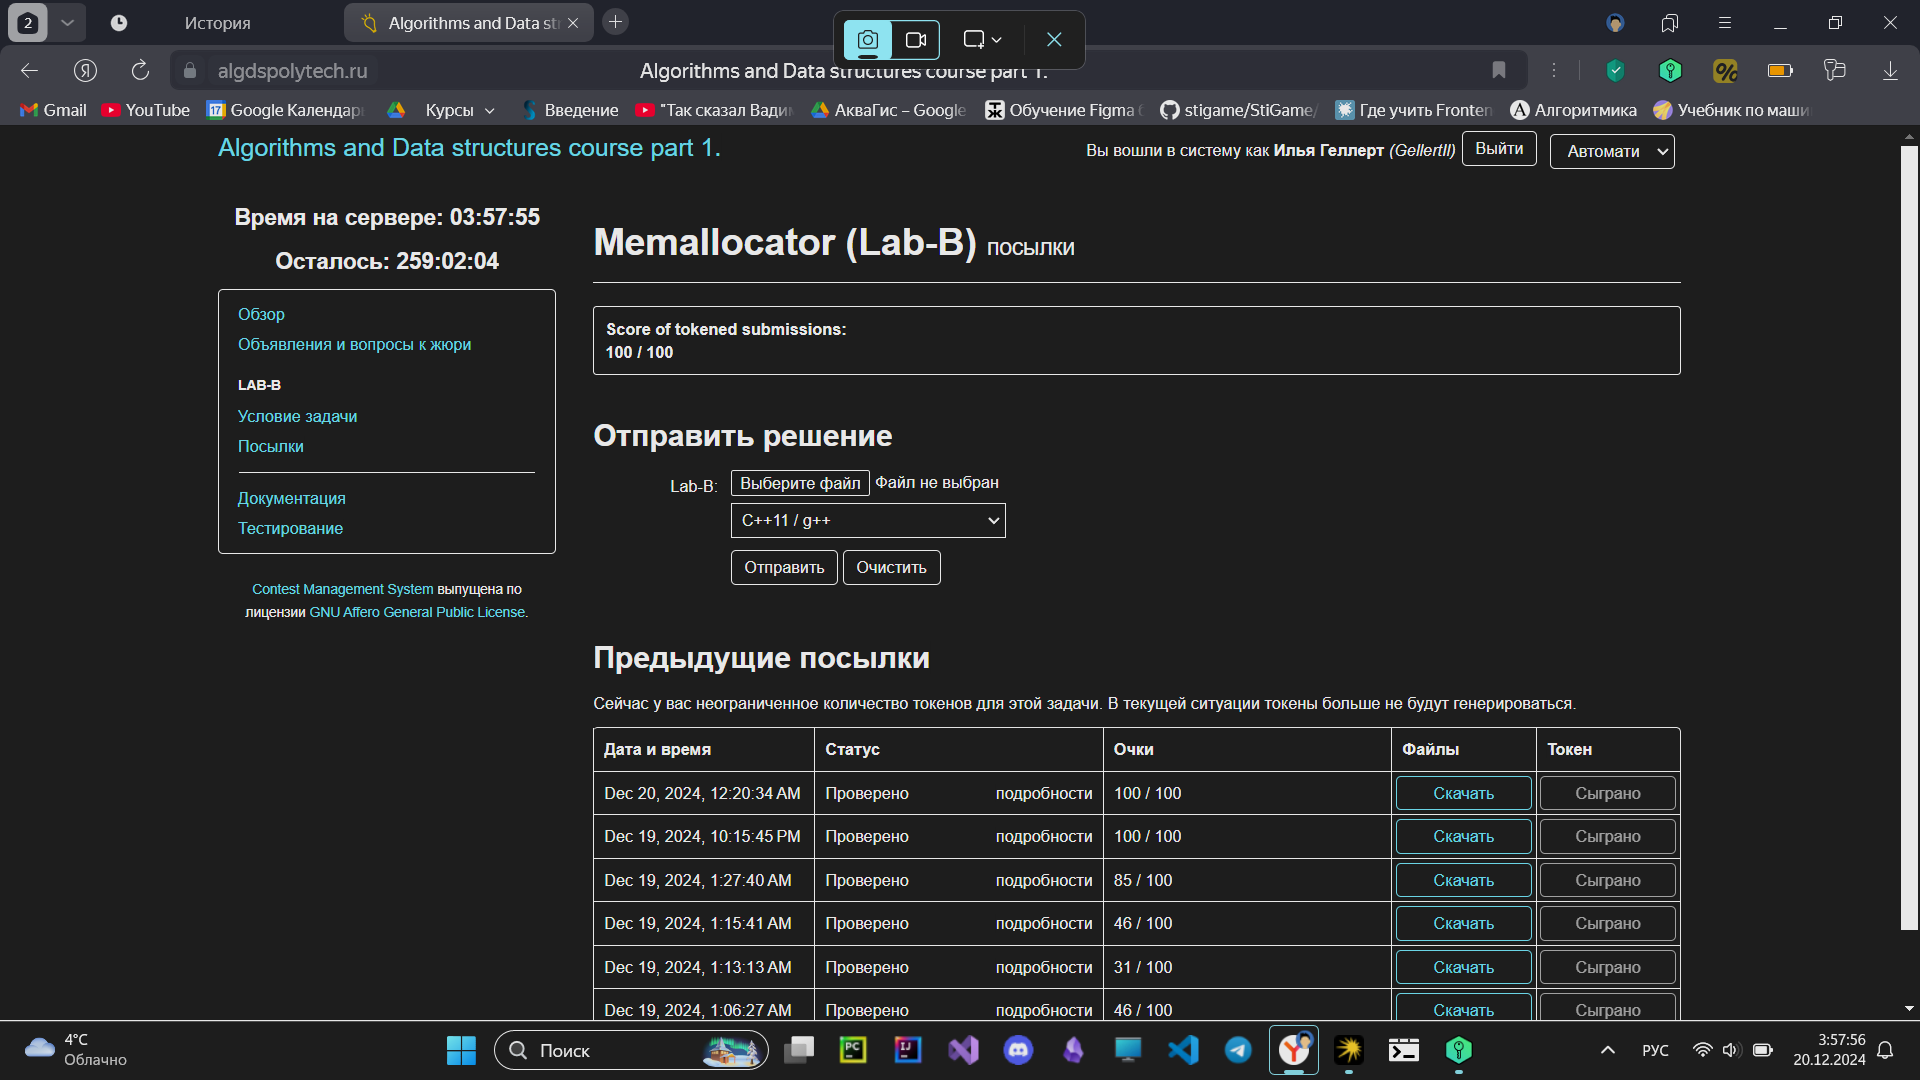 2
История
Algorithms and Data str
algdspolytech.ru
Algorithms and Data structures course part 1.
Gmail
YouTube
17 Google Календар
Курсы
Введение
"Так сказал Вадим
АкваГис – Google
Обучение Figma
stigame/StiGame/
Где учить Fronten
Алгоритмика
Учебник по маши
Algorithms and Data structures course part 1.
Вы вошли в систему как Илья Геллерт (GellertII)
Выйти
Автомати
Время на сервере: 03:57:55
Осталось: 259:02:04
Обзор
Объявления и вопросы к жюри
LAB-B
Условие задачи
Посылки
Документация
Тестирование
Contest Management System выпущена по
лицензии GNU Affero General Public License.
Memallocator (Lab-B) посылки
Score of tokened submissions:
100 / 100
Отправить решение
Lab-B: Выберите файл Файл не выбран
C++11 / g++
Отправить Очистить
Предыдущие посылки
Сейчас у вас неограниченное количество токенов для этой задачи. В текущей ситуации токены больше не будут генерироваться.
Дата и время Статус Очки Файлы Токен
Dec 20, 2024, 12:20:34 AM Проверено подробности 100 / 100 Скачать Сыграно
Dec 19, 2024, 10:15:45 PM Проверено подробности 100 / 100 Скачать Сыграно
Dec 19, 2024, 1:27:40 AM Проверено подробности 85 / 100 Скачать Сыграно
Dec 19, 2024, 1:15:41 AM Проверено подробности 46 / 100 Скачать Сыграно
Dec 19, 2024, 1:13:13 AM Проверено подробности 31 / 100 Скачать Сыграно
Dec 19, 2024, 1:06:27 AM Проверено подробности 46 / 100 Скачать Сыграно
4°C
Облачно
Поиск
PC
IJ
РУС
3:57:56
20.12.2024